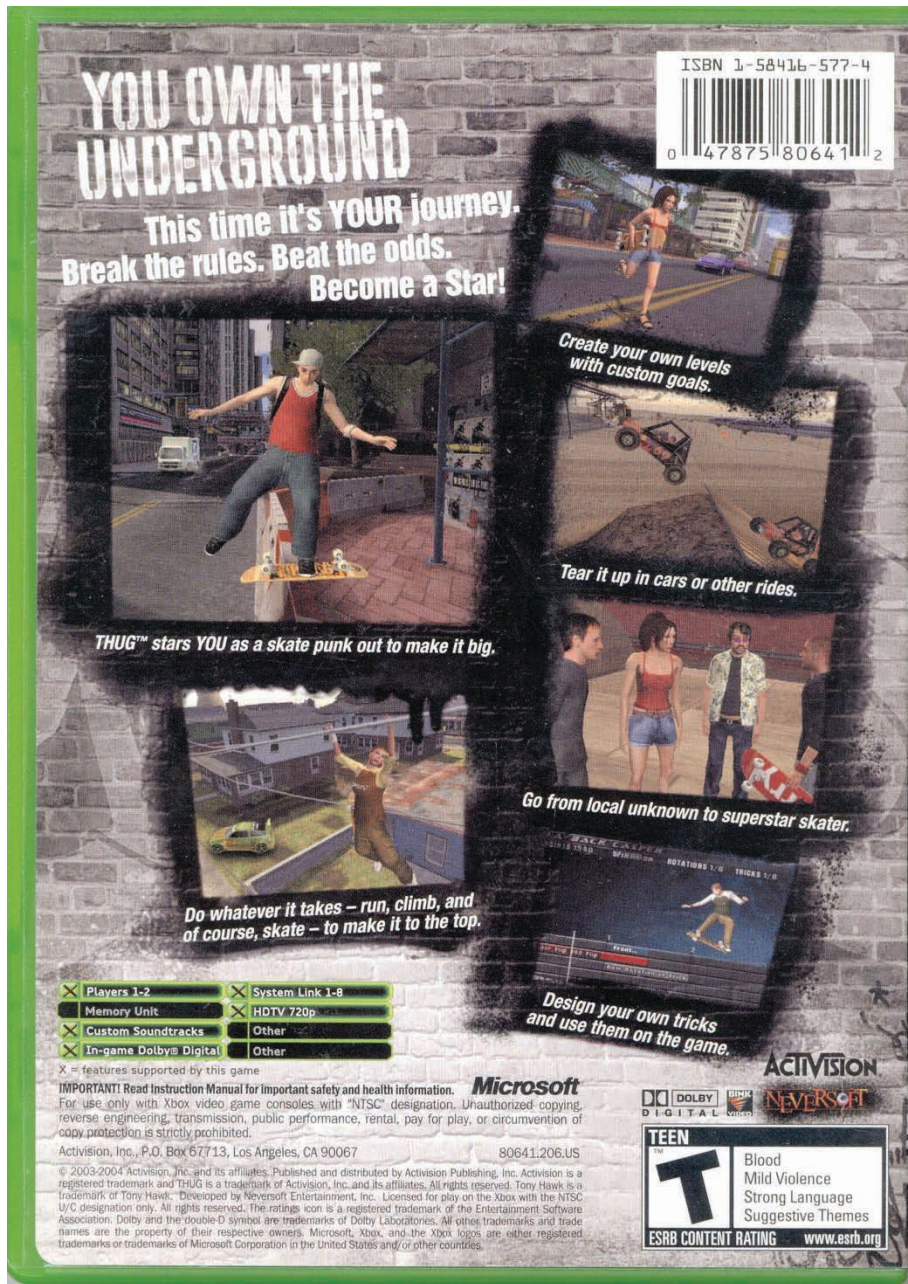 YOU OWN THE
UNDERGROUND
This time it's YOUR journey.
Break the rules. Beat the odds.
Become a Star!
ISBN 1-58416-577-4
0 47875 80641 2
Create your own levels
with custom goals.
Tear it up in cars or other rides.
THUG™ stars YOU as a skate punk out to make it big.
Go from local unknown to superstar skater.
Do whatever it takes – run, climb, and
of course, skate – to make it to the top.
ROTATIONS 1/6 TRICKS 1/6
Front...
Design your own tricks
and use them on the game.
X Players 1-2
Memory Unit
X Custom Soundtracks
X In-game Dolby® Digital
X System Link 1-8
X HDTV 720p
Other
Other
X = features supported by this game
IMPORTANT! Read Instruction Manual for important safety and health information. Microsoft
For use only with Xbox video game consoles with "NTSC" designation. Unauthorized copying,
reverse engineering, transmission, public performance, rental, pay for play, or circumvention of
copy protection is strictly prohibited.
Activision, Inc., P.O. Box 67713, Los Angeles, CA 90067 80641.206.US
© 2003-2004 Activision, Inc. and its affiliates. Published and distributed by Activision Publishing, Inc. Activision is a
registered trademark and THUG is a trademark of Activision, Inc. and its affiliates. All rights reserved. Tony Hawk is a
trademark of Tony Hawk. Developed by Neversoft Entertainment, Inc. Licensed for play on the Xbox with the NTSC
U/C designation only. All rights reserved. The ratings icon is a registered trademark of the Entertainment Software
Association. Dolby and the double-D symbol are trademarks of Dolby Laboratories. All other trademarks and trade
names are the property of their respective owners. Microsoft, Xbox, and the Xbox logos are either registered
trademarks or trademarks of Microsoft Corporation in the United States and/or other countries.
ACTIVISION
DOLBY
DIGITAL
BINK
VIDEO
NEVERSOFT
TEEN
T™
Blood
Mild Violence
Strong Language
Suggestive Themes
ESRB CONTENT RATING www.esrb.org